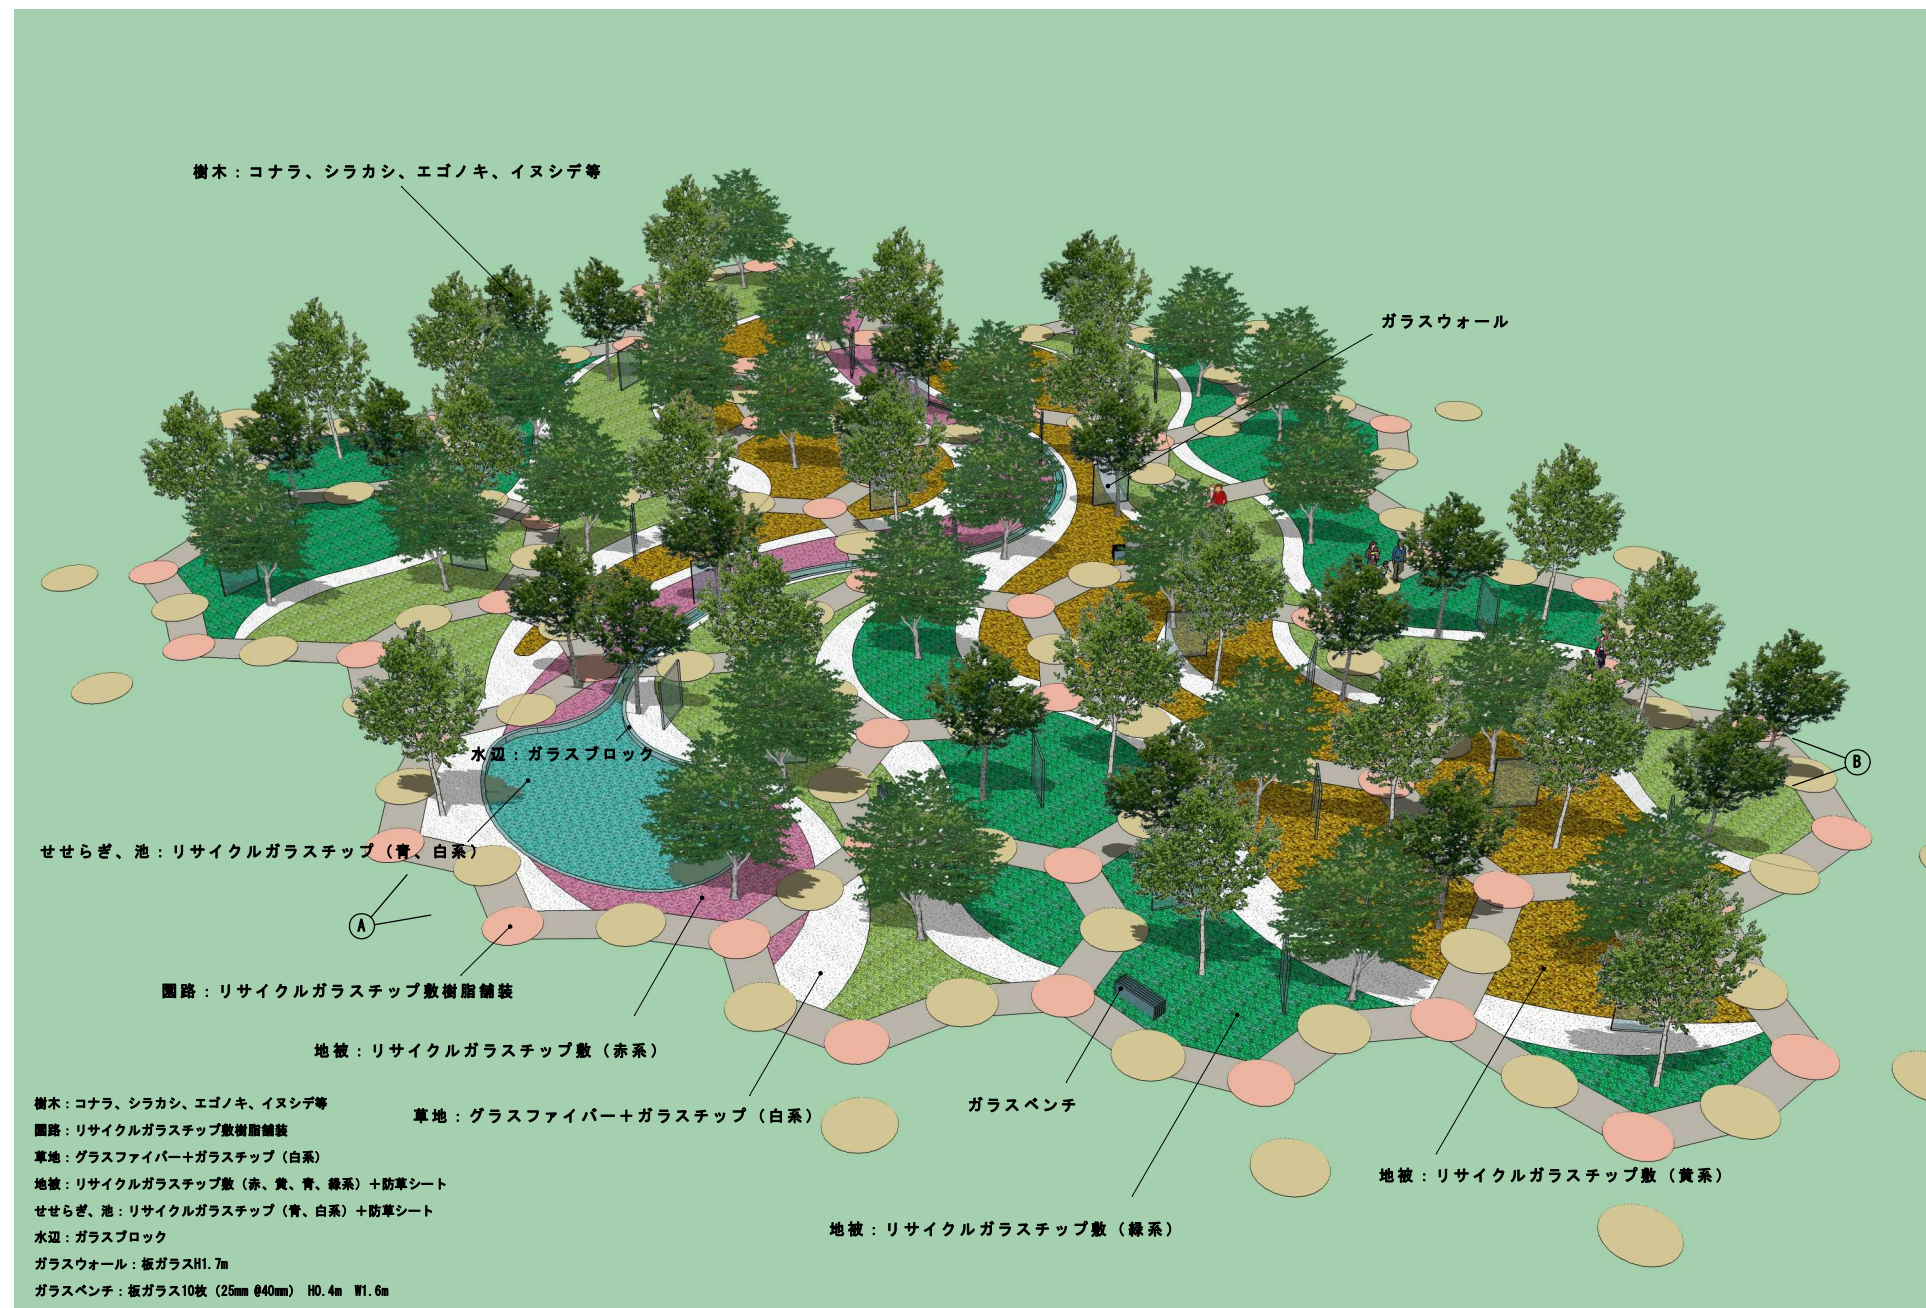 樹木：コナラ、シラカシ、エゴノキ、イヌシデ等
ガラスウォール
水辺：ガラスブロック
B
せせらぎ、池：リサイクルガラスチップ（青、白系）
A
園路：リサイクルガラスチップ敷樹脂舗装
地被：リサイクルガラスチップ敷（赤系）
草地：グラスファイバー＋ガラスチップ（白系）
ガラスベンチ
地被：リサイクルガラスチップ敷（黄系）
地被：リサイクルガラスチップ敷（緑系）
樹木：コナラ、シラカシ、エゴノキ、イヌシデ等
園路：リサイクルガラスチップ敷樹脂舗装
草地：グラスファイバー＋ガラスチップ（白系）
地被：リサイクルガラスチップ敷（赤、黄、青、緑系）＋防草シート
せせらぎ、池：リサイクルガラスチップ（青、白系）＋防草シート
水辺：ガラスブロック
ガラスウォール：板ガラスH1.7m
ガラスベンチ：板ガラス10枚（25mm @40mm） H0.4m W1.6m